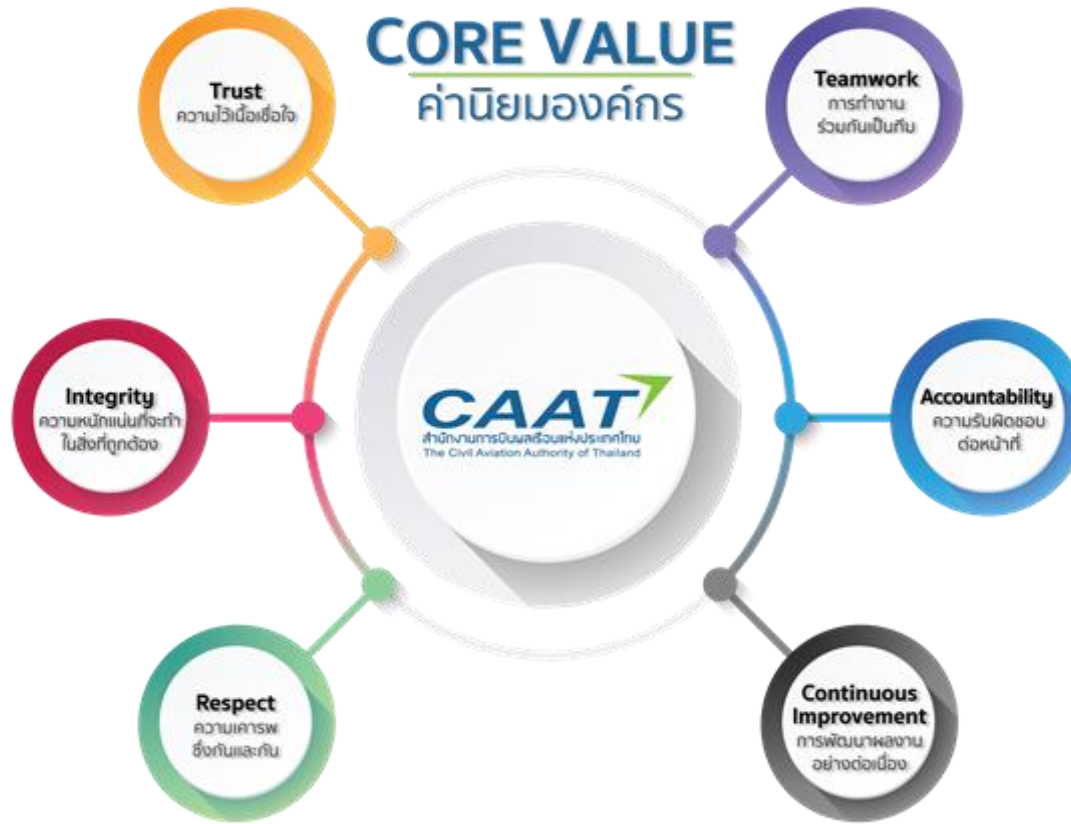 CORE VALUE
ค่านิยมองค์กร
Trust
ความไว้เนื้อเชื่อใจ
Teamwork
การทำงาน
ร่วมกันเป็นทีม
Integrity
ความหนักแน่นที่จะทำ
ในสิ่งที่ถูกต้อง
CAAT
สำนักงานการบินพลเรือนแห่งประเทศไทย
The Civil Aviation Authority of Thailand
Accountability
ความรับผิดชอบ
ต่อหน้าที่
Respect
ความเคารพ
ซึ่งกันและกัน
Continuous
Improvement
การพัฒนาผลงาน
อย่างต่อเนื่อง